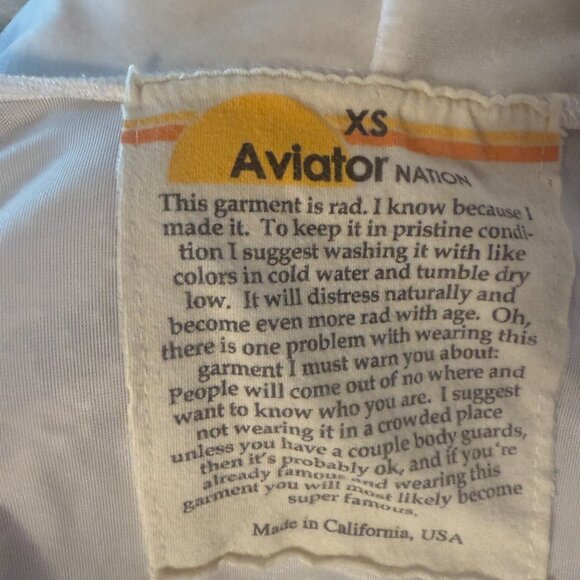 XS
Aviator NATION
This garment is rad. I know because I
made it. To keep it in pristine condi-
tion I suggest washing it with like
colors in cold water and tumble dry
low. It will distress naturally and
become even more rad with age. Oh,
there is one problem with wearing this
garment I must warn you about:
People will come out of no where and
want to know who you are. I suggest
not wearing it in a crowded place
unless you have a couple body guards,
then it's probably ok, and if you're
already famous and wearing this
garment you will most likely become
super famous.
Made in California, USA